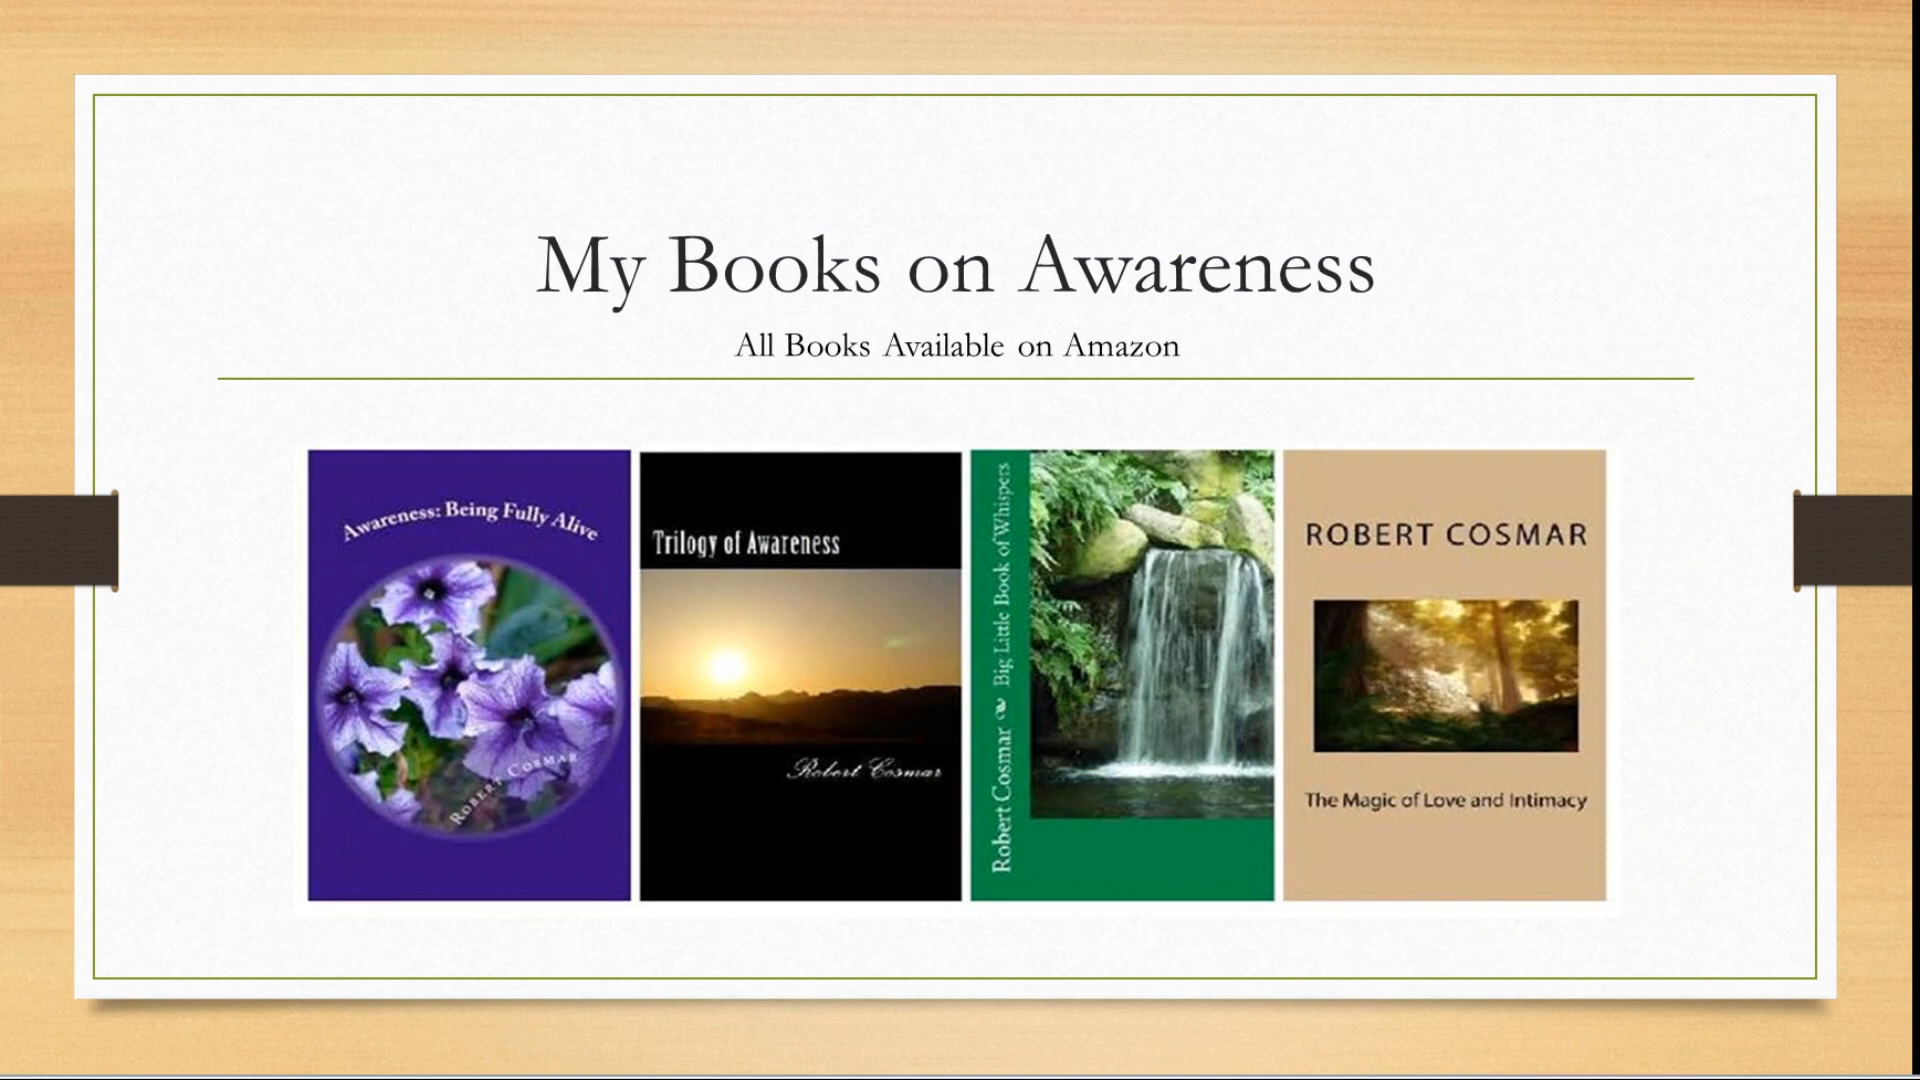 My Books on Awareness
All Books Available on Amazon
Awareness: Being Fully Alive
ROBERT COSMAR
Trilogy of Awareness
Robert Cosmar
Robert Cosmar Big Little Book of Whispers
ROBERT COSMAR
The Magic of Love and Intimacy